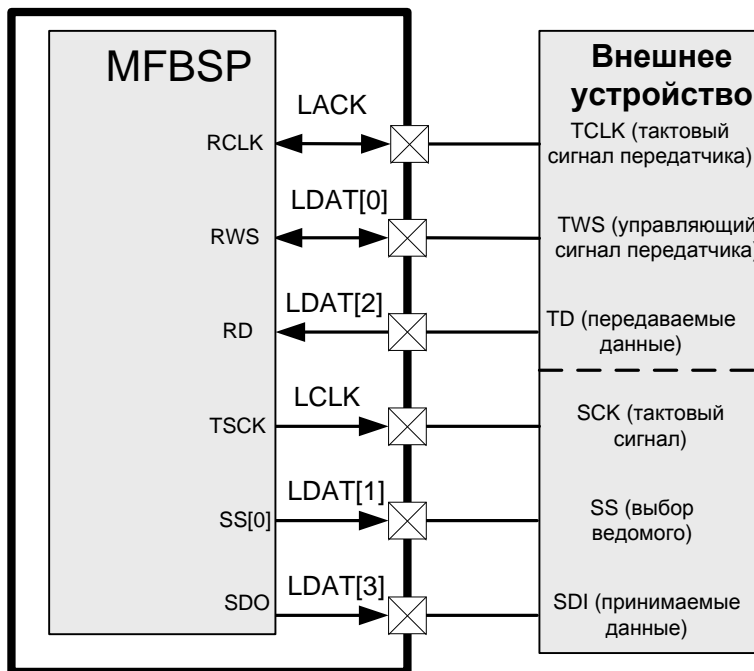 MFBSP
Внешнее
устройство
LACK
RCLK
TCLK (тактовый
сигнал передатчика)
LDAT[0]
RWS
TWS (управляющий
сигнал передатчика)
LDAT[2]
RD
TD (передаваемые
данные)
LCLK
TSCK
SCK (тактовый
сигнал)
LDAT[1]
SS[0]
SS (выбор
ведомого)
LDAT[3]
SDO
SDI (принимаемые
данные)